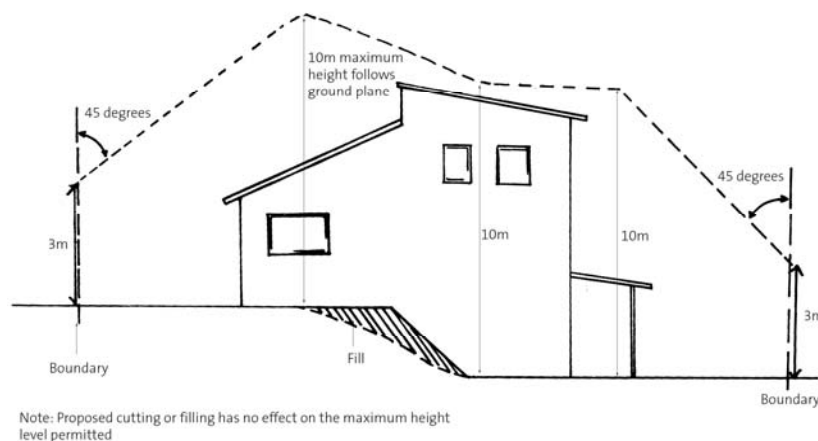 10m maximum
height follows
ground plane
45 degrees
45 degrees
3m
10m
10m
3m
Fill
Boundary
Boundary
Note: Proposed cutting or filling has no effect on the maximum height
level permitted